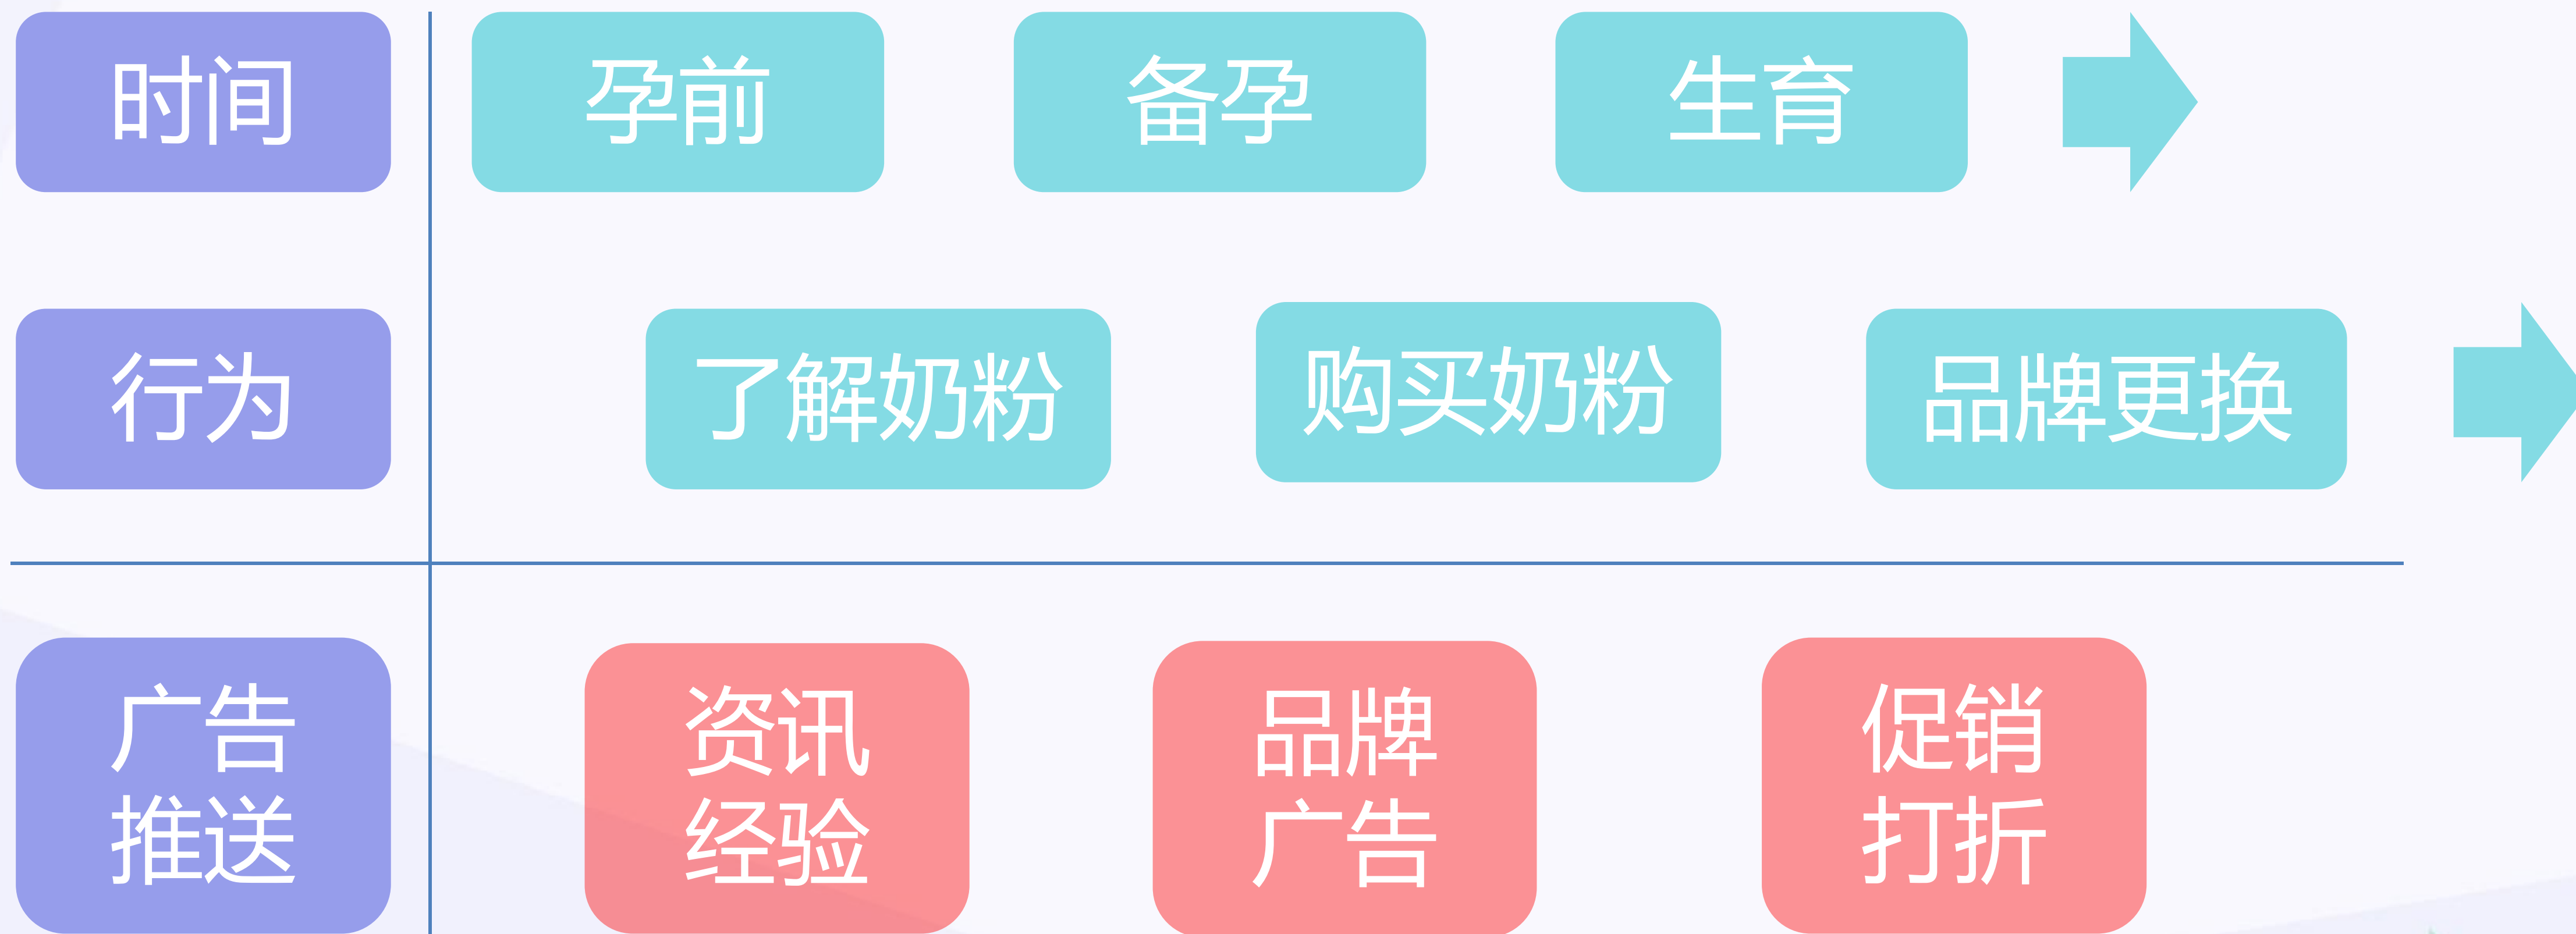 时间
孕前
备孕
生育
行为
了解奶粉
购买奶粉
品牌更换
广告
推送
资讯
经验
品牌
广告
促销
打折